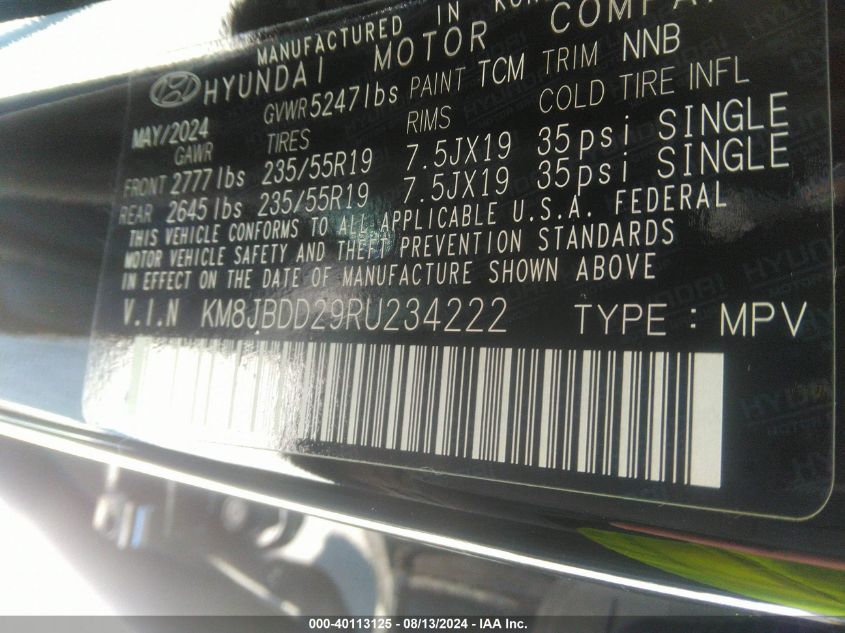 MANUFACTURED IN
HYUNDAI MOTOR COMPA
MAY/2024 GVWR 5247lbs PAINT TCM TRIM NNB
GAWR TIRES RIMS COLD TIRE INFL
FRONT 2777lbs 235/55R19 7.5JX19 35psi SINGLE
REAR 2645lbs 235/55R19 7.5JX19 35psi SINGLE
THIS VEHICLE CONFORMS TO ALL APPLICABLE U.S.A. FEDERAL
MOTOR VEHICLE SAFETY AND THEFT PREVENTION STANDARDS
IN EFFECT ON THE DATE OF MANUFACTURE SHOWN ABOVE
V.I.N KM8JBDD29RU234222 TYPE : MPV
000-40113125 - 08/13/2024 - IAA Inc.